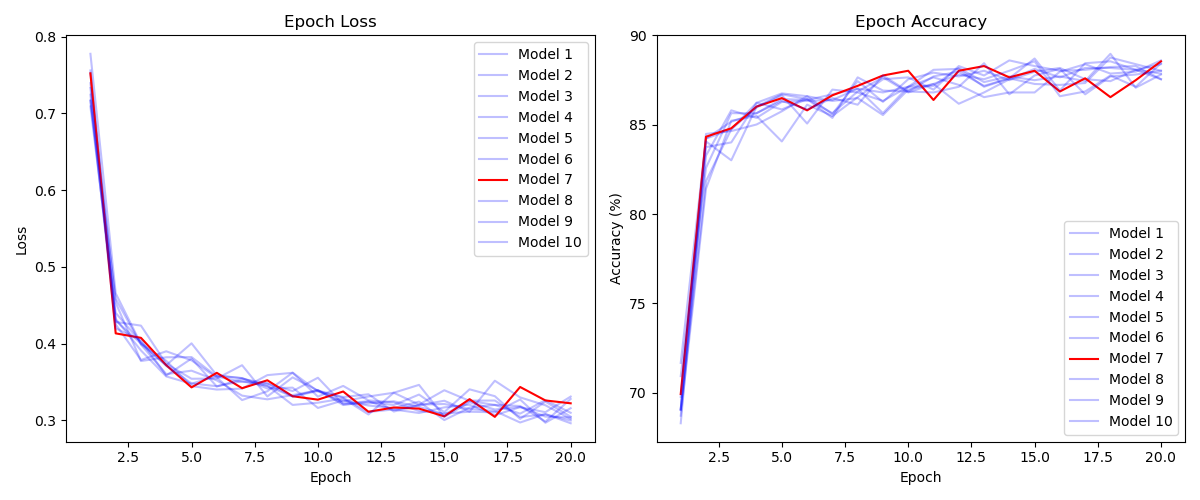 Epoch Loss
0.8
0.7
0.6
0.5
0.4
0.3
Loss
2.5 5.0 7.5 10.0 12.5 15.0 17.5 20.0
Epoch
Model 1
Model 2
Model 3
Model 4
Model 5
Model 6
Model 7
Model 8
Model 9
Model 10
Epoch Accuracy
90
85
80
75
70
Accuracy (%)
2.5 5.0 7.5 10.0 12.5 15.0 17.5 20.0
Epoch
Model 1
Model 2
Model 3
Model 4
Model 5
Model 6
Model 7
Model 8
Model 9
Model 10